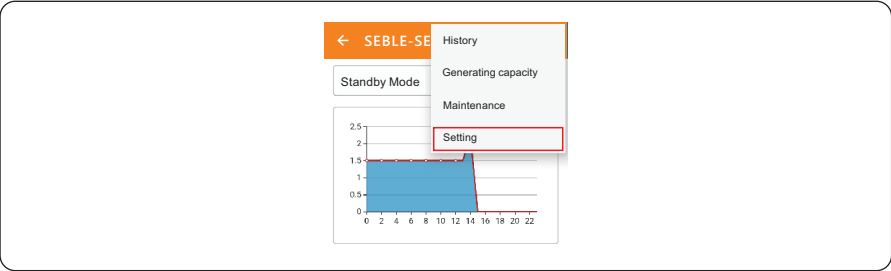 ← SEBLE-SE
History
Generating capacity
Standby Mode
Maintenance
Setting
2.5
2
1.5
1
0.5
0
0 2 4 6 8 10 12 14 16 18 20 22